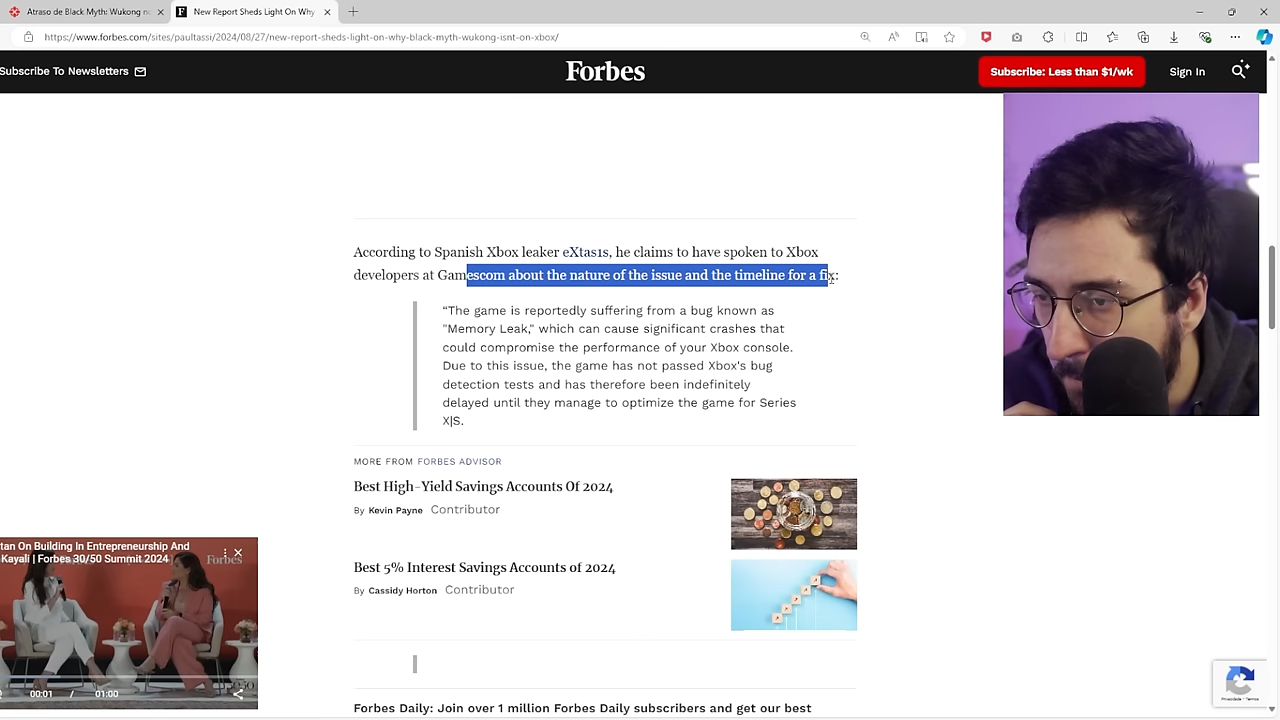 Atraso de Black Myth: Wukong n
New Report Sheds Light On Why
https://www.forbes.com/sites/paultassi/2024/08/27/new-report-sheds-light-on-why-black-myth-wukong-isnt-on-xbox/
Subscribe To Newsletters
Forbes
Subscribe: Less than $1/wk
Sign In
According to Spanish Xbox leaker eXtas1s, he claims to have spoken to Xbox
developers at Gamescom about the nature of the issue and the timeline for a fix:
“The game is reportedly suffering from a bug known as
"Memory Leak," which can cause significant crashes that
could compromise the performance of your Xbox console.
Due to this issue, the game has not passed Xbox's bug
detection tests and has therefore been indefinitely
delayed until they manage to optimize the game for Series
X|S.
MORE FROM FORBES ADVISOR
Best High-Yield Savings Accounts Of 2024
By Kevin Payne Contributor
Best 5% Interest Savings Accounts of 2024
By Cassidy Horton Contributor
tan On Building In Entrepreneurship And
Kayali | Forbes 30/50 Summit 2024
Forbes
00:01 / 01:00
Privacidade - Termos
Forbes Daily: Join over 1 million Forbes Daily subscribers and get our best